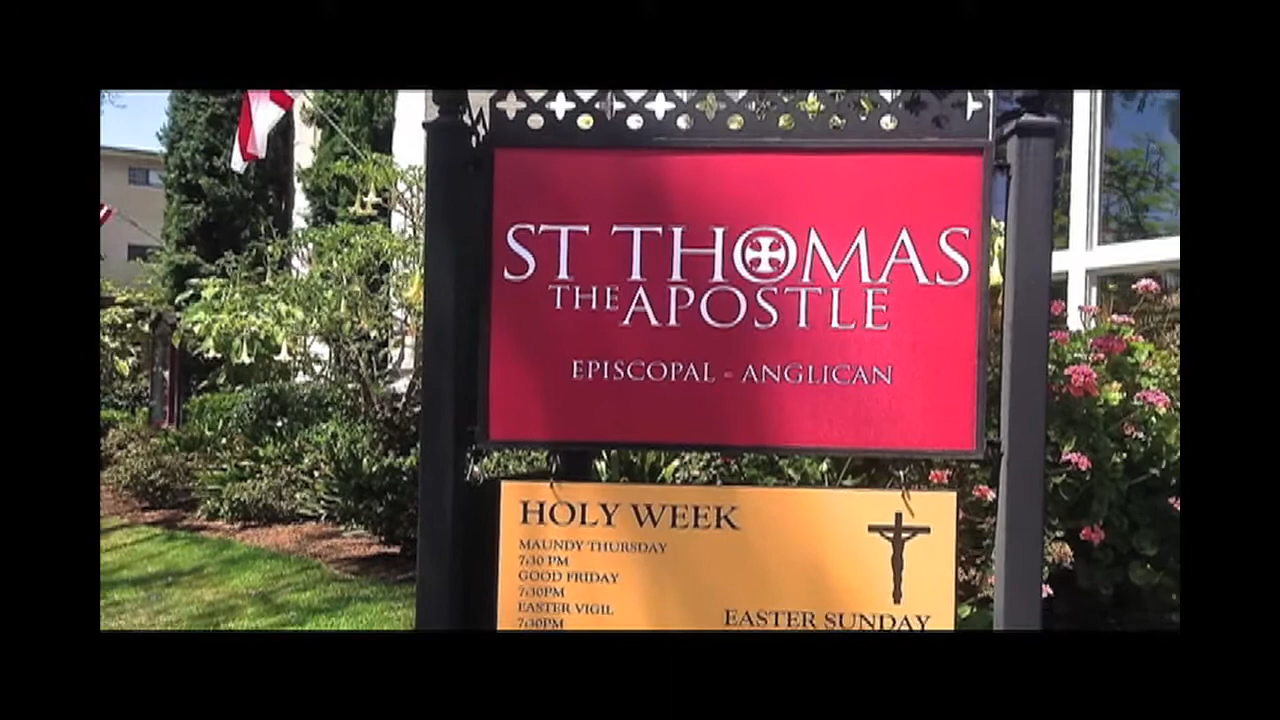 ST THOMAS
THE APOSTLE
EPISCOPAL - ANGLICAN
HOLY WEEK
MAUNDY THURSDAY
7:30 PM
GOOD FRIDAY
7:30PM
EASTER VIGIL
7:30PM
EASTER SUNDAY